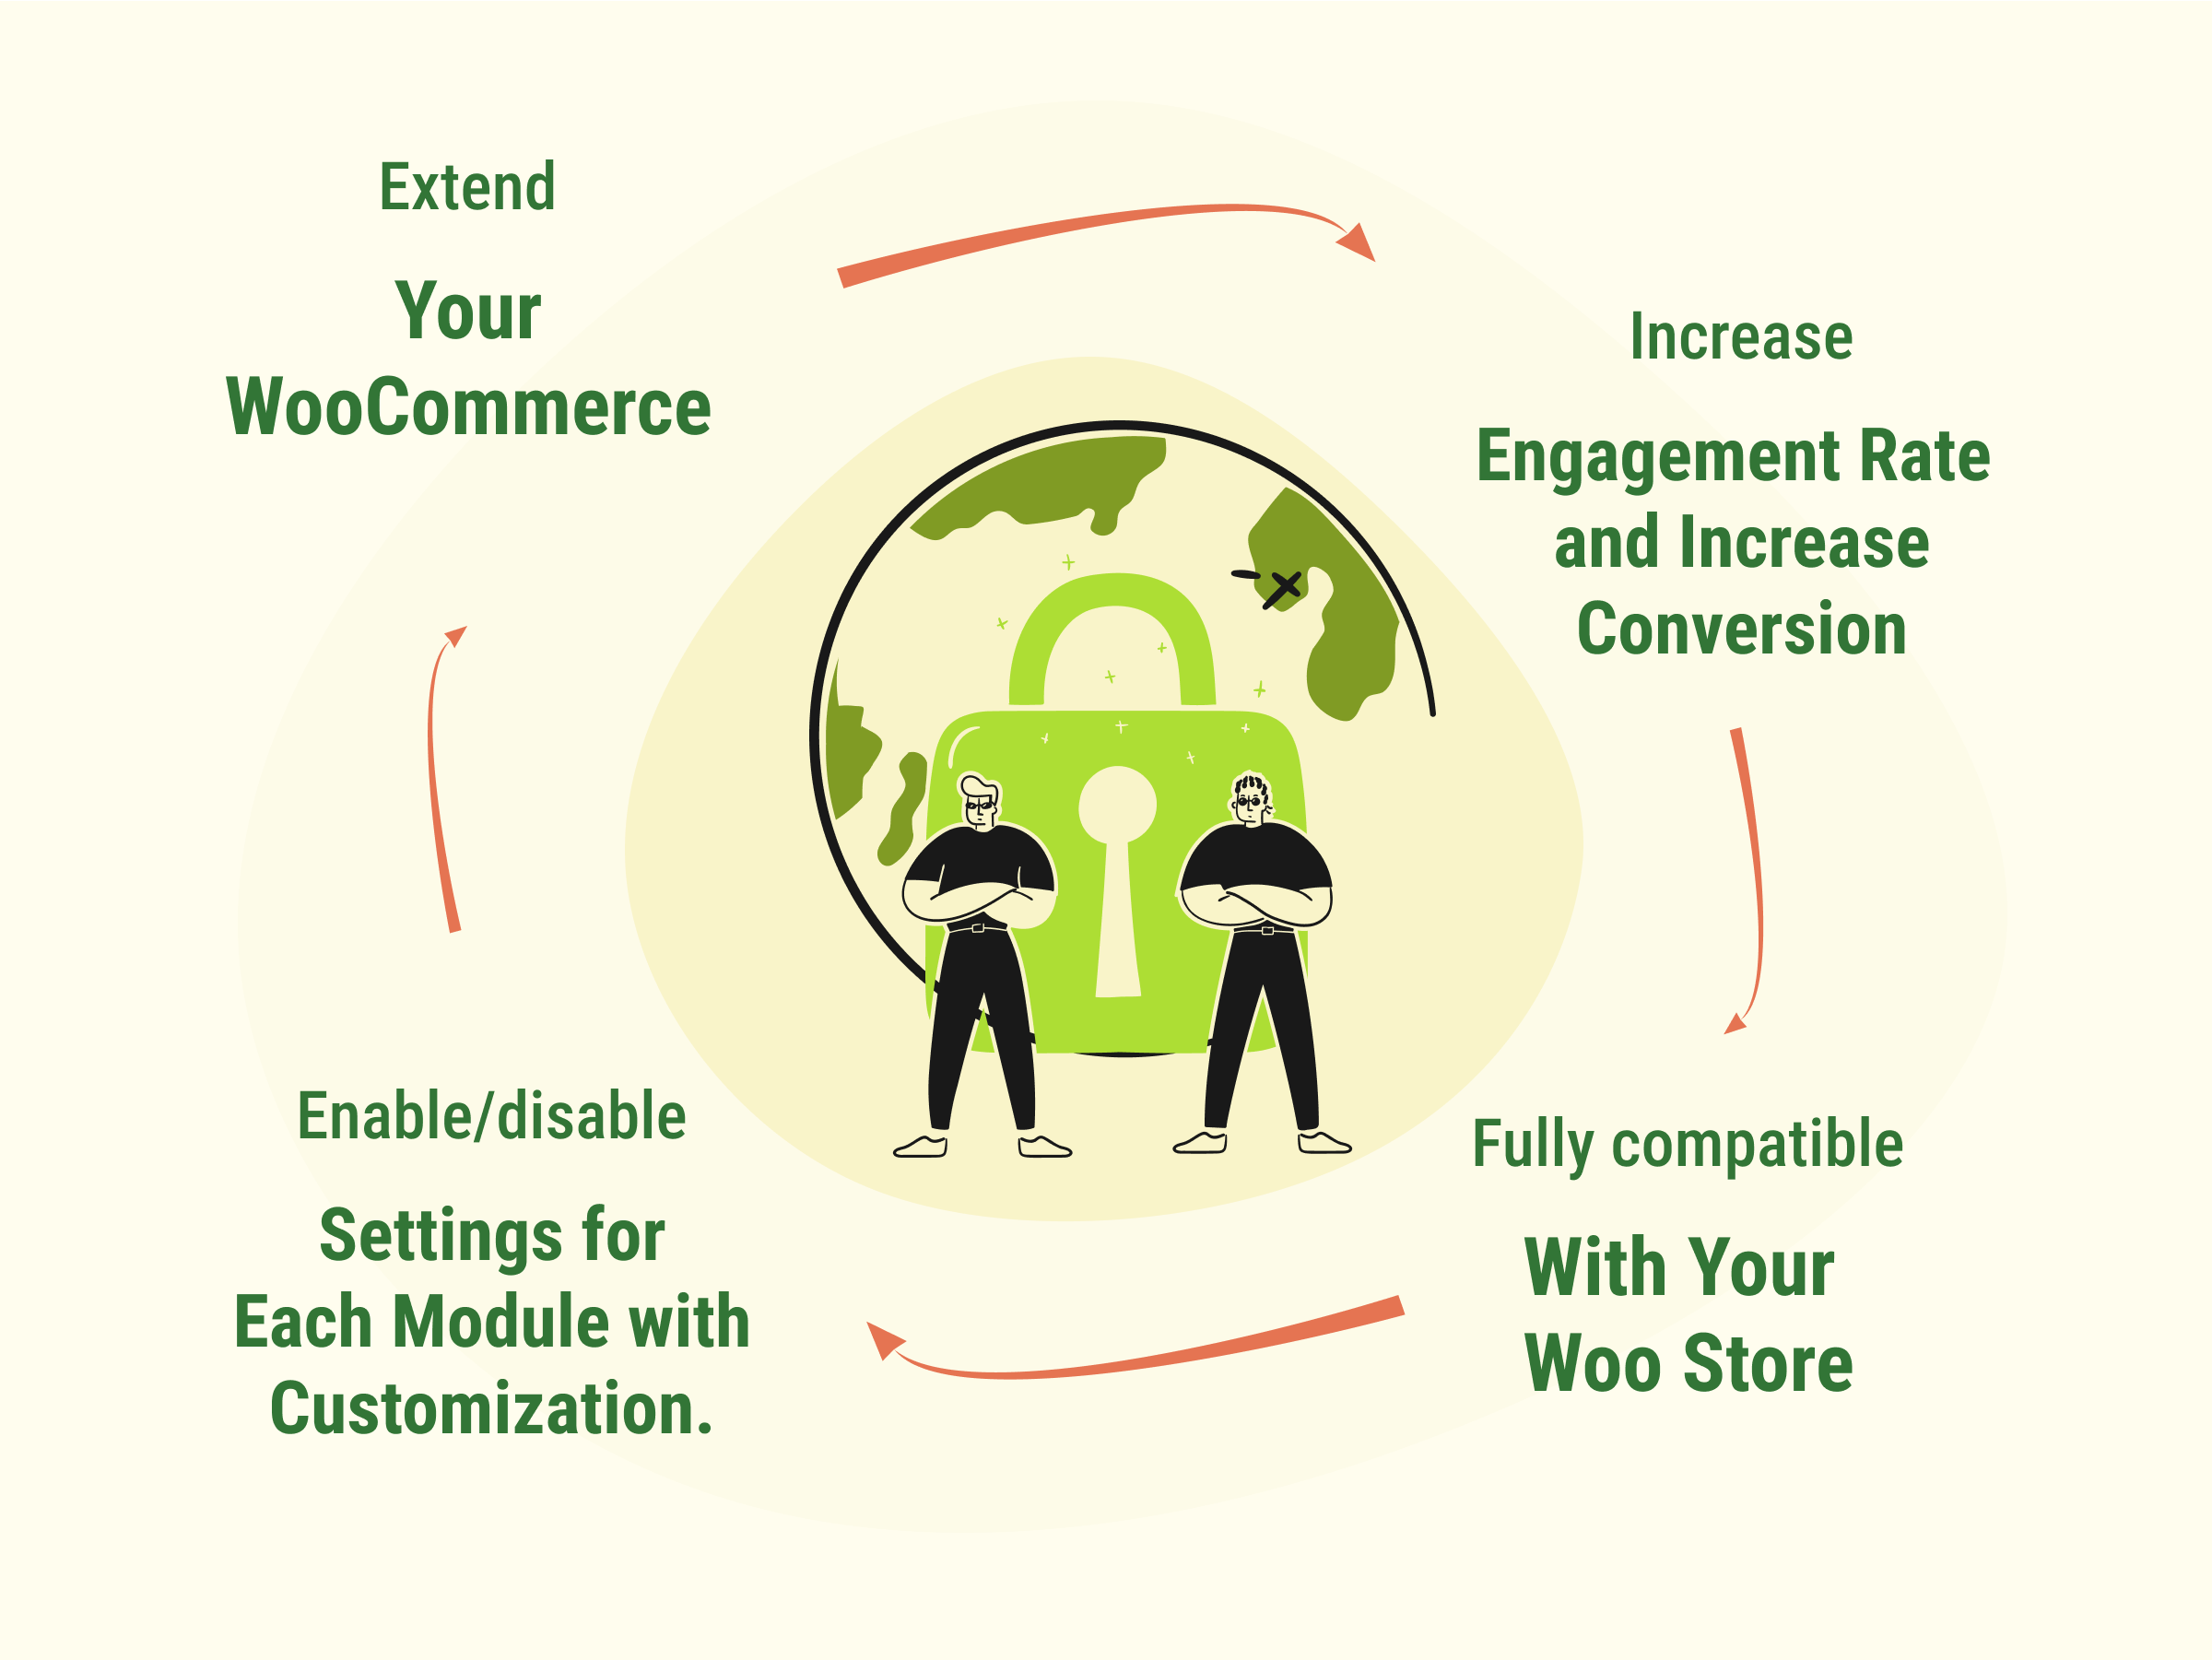 Extend
Your
WooCommerce
Increase
Engagement Rate
and Increase
Conversion
Fully compatible
With Your
Woo Store
Enable/disable
Settings for
Each Module with
Customization.